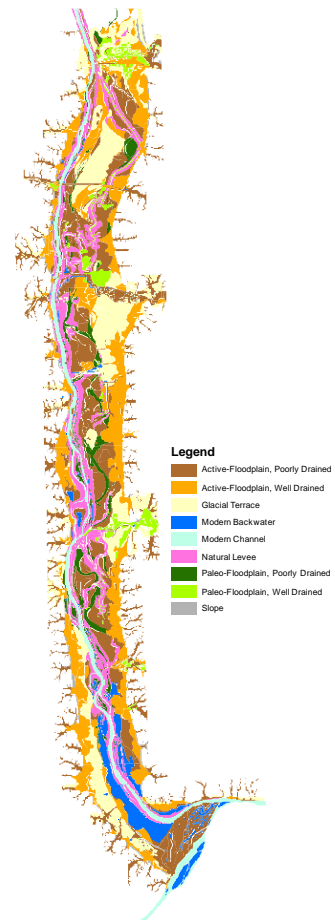 Legend
Active-Floodplain, Poorly Drained
Active-Floodplain, Well Drained
Glacial Terrace
Modern Backwater
Modern Channel
Natural Levee
Paleo-Floodplain, Poorly Drained
Paleo-Floodplain, Well Drained
Slope